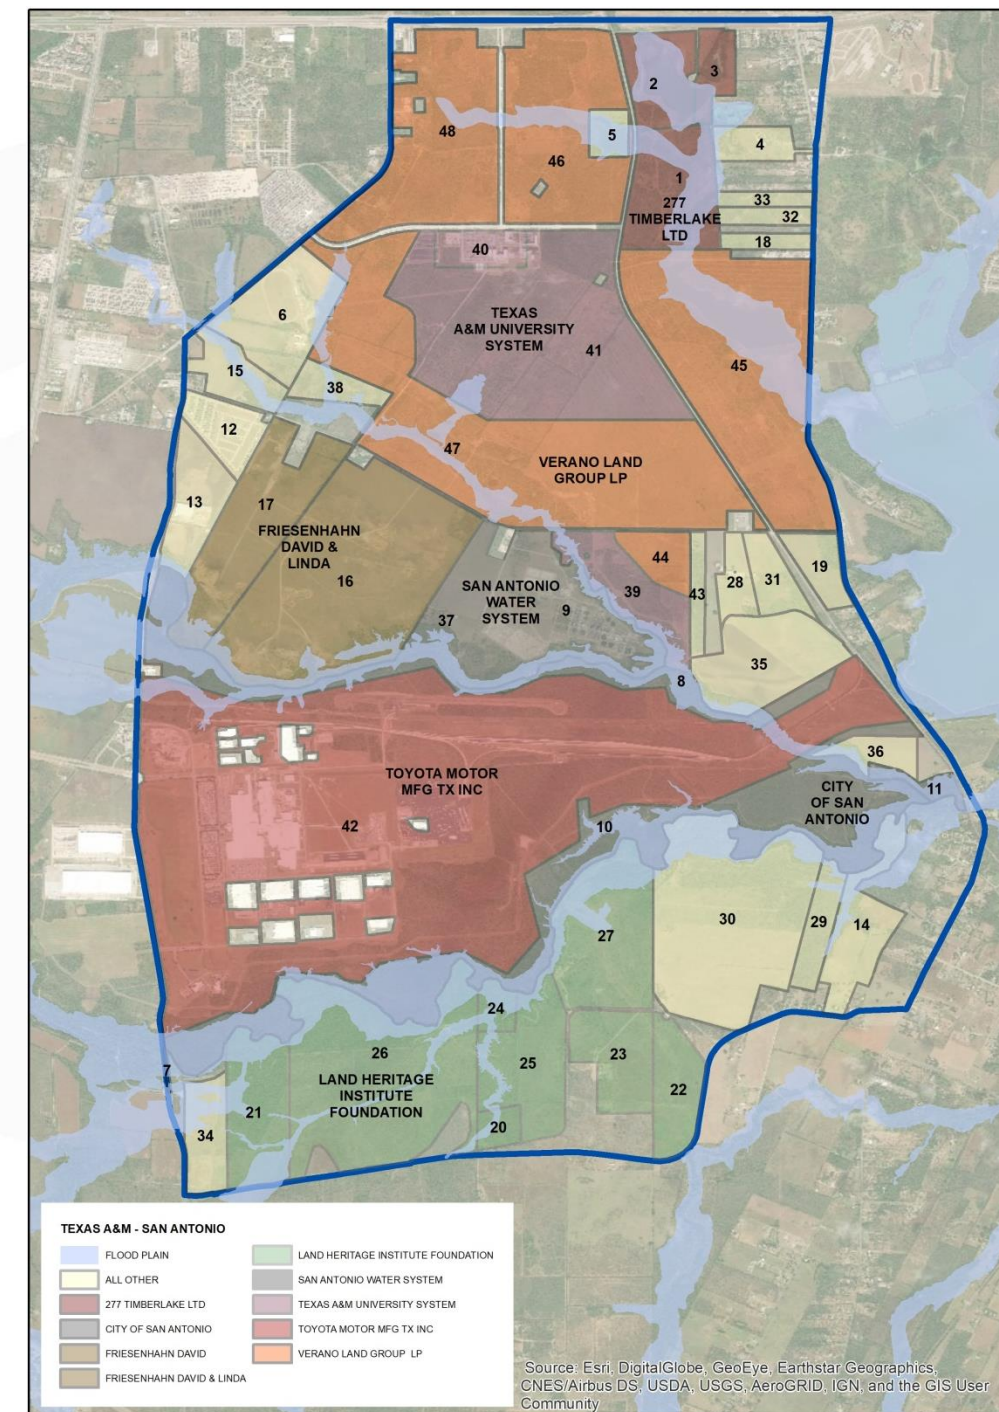 2
3
48
5
4
46
1
277
TIMBERLAKE
LTD
33
32
18
40
TEXAS
A&M UNIVERSITY
SYSTEM
6
41
45
15
38
12
47
VERANO LAND
GROUP LP
13
17
FRIESENHAHN
DAVID &
LINDA
16
44
SAN ANTONIO
WATER
SYSTEM
39
43
28
31
19
37
9
35
8
36
TOYOTA MOTOR
MFG TX INC
CITY
OF SAN
ANTONIO
11
42
10
30
29
14
27
24
26
LAND HERITAGE
INSTITUTE
FOUNDATION
25
23
22
7
21
34
20
TEXAS A&M - SAN ANTONIO
FLOOD PLAIN
ALL OTHER
277 TIMBERLAKE LTD
CITY OF SAN ANTONIO
FRIESENHAHN DAVID
FRIESENHAHN DAVID & LINDA
LAND HERITAGE INSTITUTE FOUNDATION
SAN ANTONIO WATER SYSTEM
TEXAS A&M UNIVERSITY SYSTEM
TOYOTA MOTOR MFG TX INC
VERANO LAND GROUP LP
Source: Esri, DigitalGlobe, GeoEye, Earthstar Geographics,
CNES/Airbus DS, USDA, USGS, AeroGRID, IGN, and the GIS User
Community